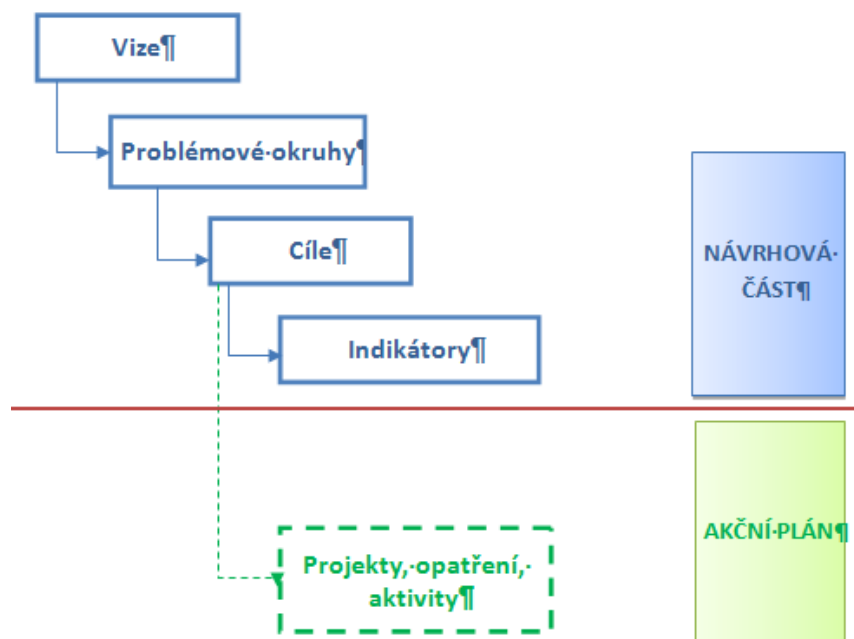 Vize¶
Problémové·okruhy¶
Cíle¶
NÁVRHOVÁ·
ČÁST¶
Indikátory¶
AKČNÍ·PLÁN¶
Projekty,·opatření,·
aktivity¶